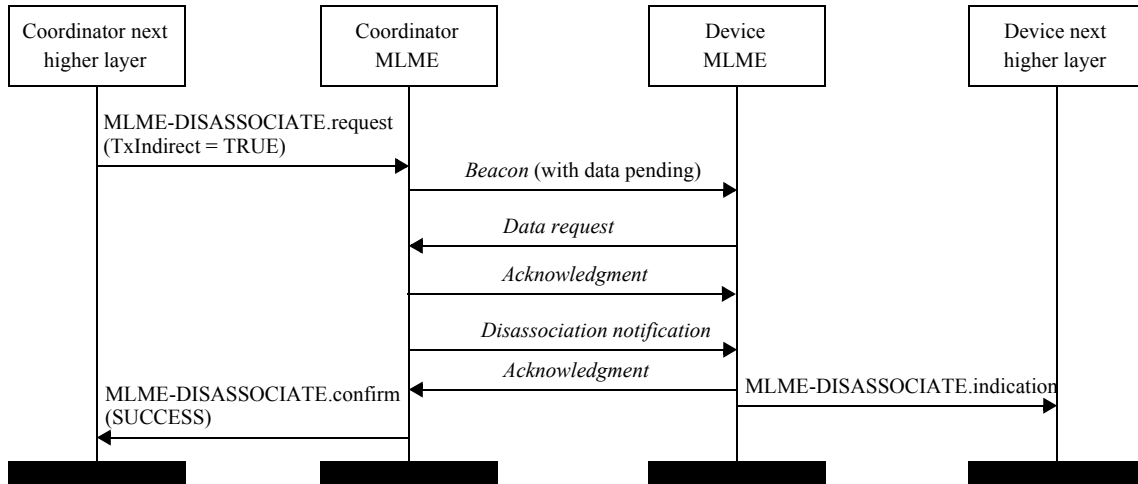 Coordinator next
higher layer
Coordinator
MLME
Device
MLME
Device next
higher layer
MLME-DISASSOCIATE.request
(TxIndirect = TRUE)
Beacon (with data pending)
Data request
Acknowledgment
Disassociation notification
Acknowledgment
MLME-DISASSOCIATE.indication
MLME-DISASSOCIATE.confirm
(SUCCESS)